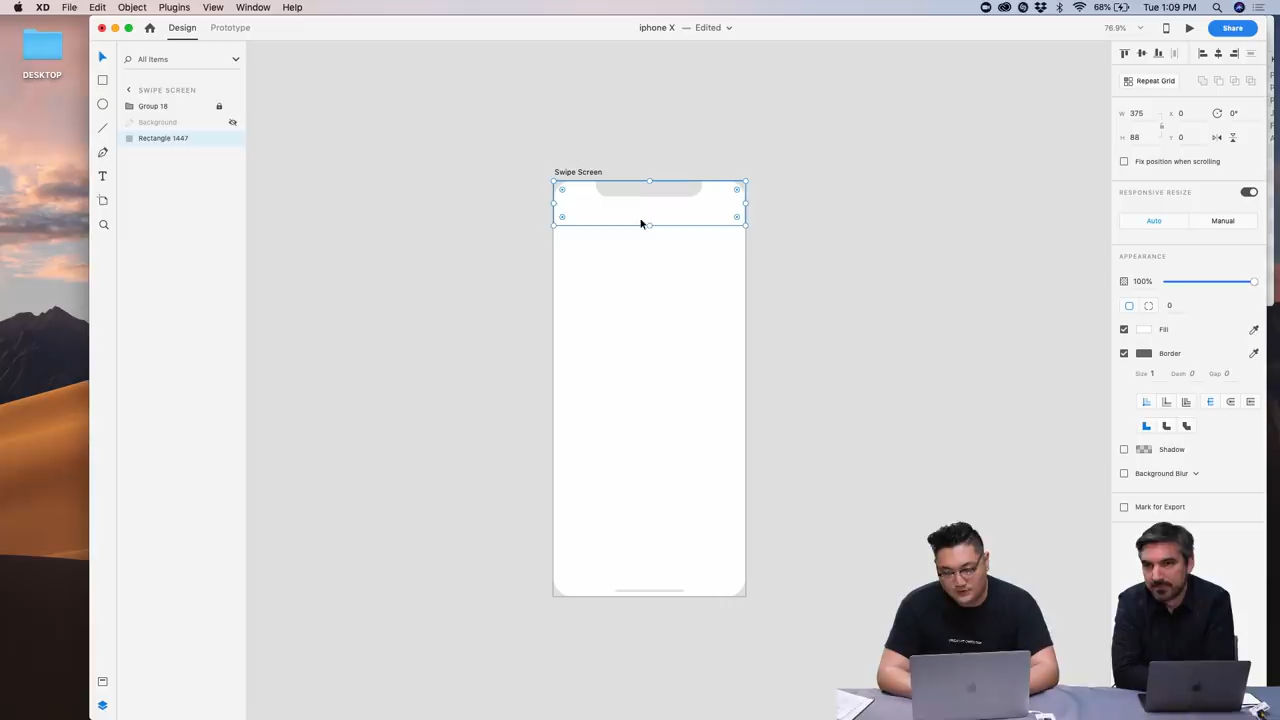 XD File Edit Object Plugins View Window Help
68% Tue 1:09 PM
Design Prototype
iphone X — Edited
76.9%
Share
DESKTOP
All Items
SWIPE SCREEN
Group 18
Background
Rectangle 1447
Swipe Screen
Repeat Grid
W 375 X 0 0°
H 88 Y 0
Fix position when scrolling
RESPONSIVE RESIZE
Auto Manual
APPEARANCE
100%
0
Fill
Border
Size 1 Dash 0 Gap 0
Shadow
Background Blur
Mark for Export